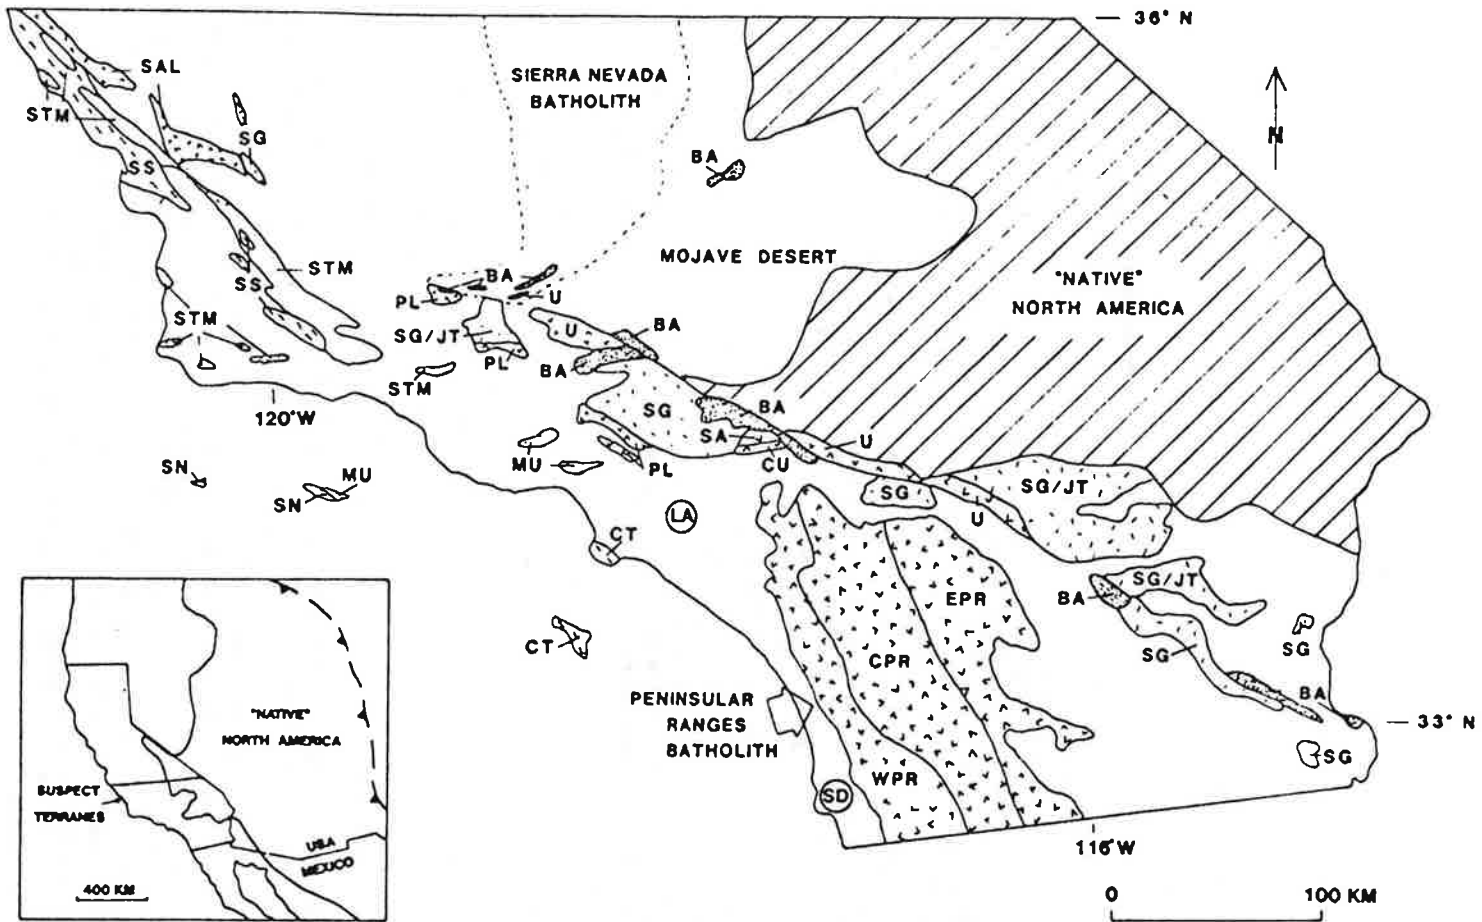 36° N
SIERRA NEVADA
BATHOLITH
SAL
STM
SG
SS
N
BA
MOJAVE DESERT
"NATIVE"
NORTH AMERICA
STM
SS
BA
PL
U
STM
SG/JT
U
BA
PL
BA
STM
120°W
SG
BA
SA
U
CU
MU
PL
SN
MU
SN
SG
SG/JT
U
LA
CT
SG/JT
BA
EPR
CT
CPR
SG
SG
PENINSULAR
RANGES
BATHOLITH
BA
33° N
WPR
SG
SD
116°W
0 100 KM
"NATIVE"
NORTH AMERICA
SUSPECT
TERRANES
USA
MEXICO
400 KM